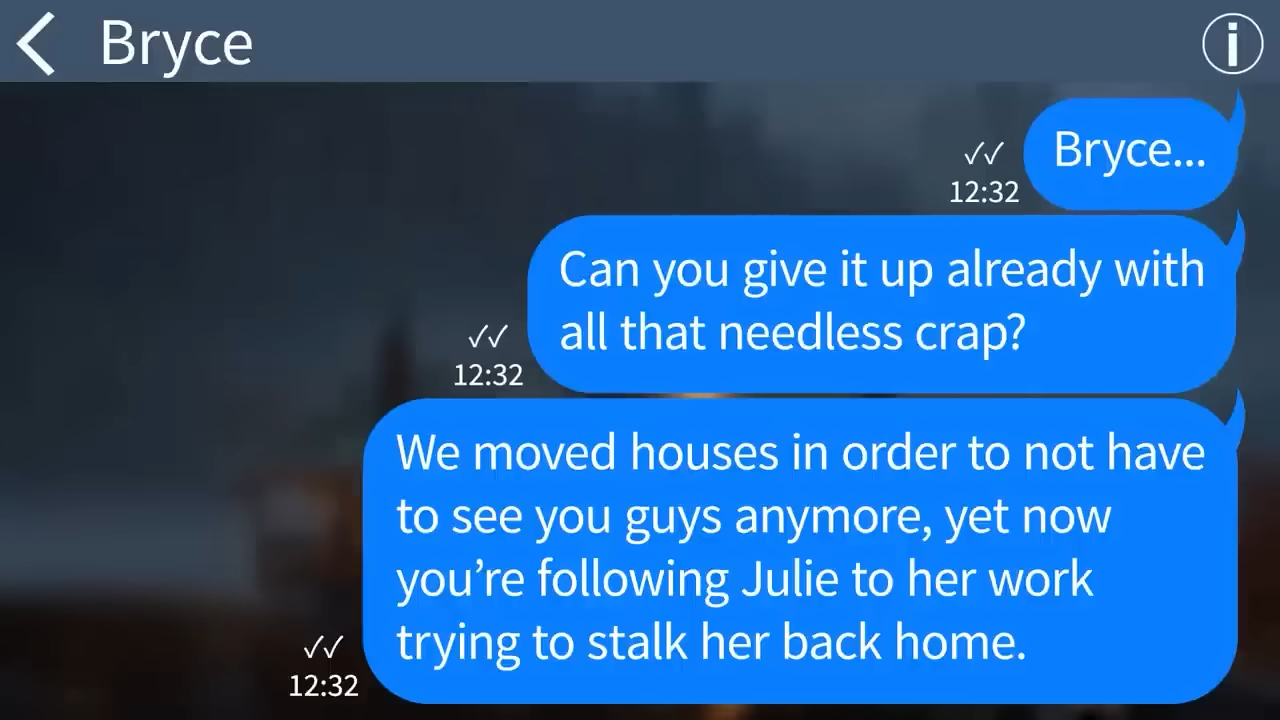 Bryce
Bryce...
12:32
Can you give it up already with
all that needless crap?
12:32
We moved houses in order to not have
to see you guys anymore, yet now
you’re following Julie to her work
trying to stalk her back home.
12:32